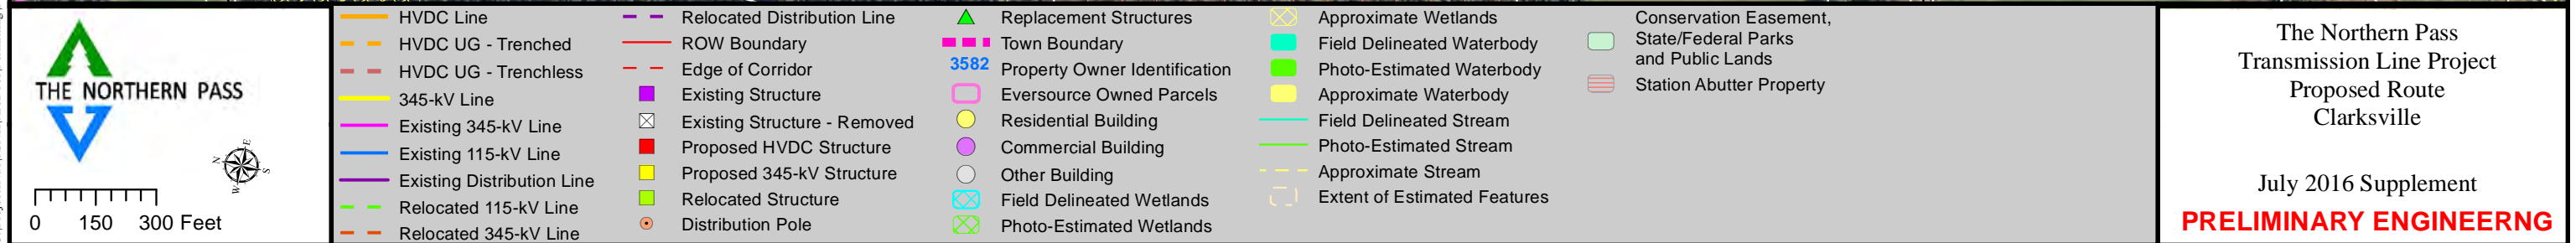 THE NORTHERN PASS
N
E
S
W
0 150 300 Feet
HVDC Line
HVDC UG - Trenched
HVDC UG - Trenchless
345-kV Line
Existing 345-kV Line
Existing 115-kV Line
Existing Distribution Line
Relocated 115-kV Line
Relocated 345-kV Line
Relocated Distribution Line
ROW Boundary
Edge of Corridor
Existing Structure
Existing Structure - Removed
Proposed HVDC Structure
Proposed 345-kV Structure
Relocated Structure
Distribution Pole
Replacement Structures
Town Boundary
3582 Property Owner Identification
Eversource Owned Parcels
Residential Building
Commercial Building
Other Building
Field Delineated Wetlands
Photo-Estimated Wetlands
Approximate Wetlands
Field Delineated Waterbody
Photo-Estimated Waterbody
Approximate Waterbody
Field Delineated Stream
Photo-Estimated Stream
Approximate Stream
Extent of Estimated Features
Conservation Easement,
State/Federal Parks
and Public Lands
Station Abutter Property
The Northern Pass
Transmission Line Project
Proposed Route
Clarksville
July 2016 Supplement
PRELIMINARY ENGINEERNG